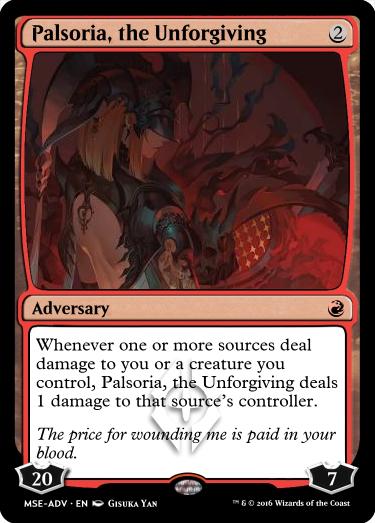 Palsoria, the Unforgiving 2
Adversary
Whenever one or more sources deal
damage to you or a creature you
control, Palsoria, the Unforgiving deals
1 damage to that source's controller.
The price for wounding me is paid in your
blood.
20
7
MSE-ADV • EN Gisuka Yan
™ & © 2016 Wizards of the Coast